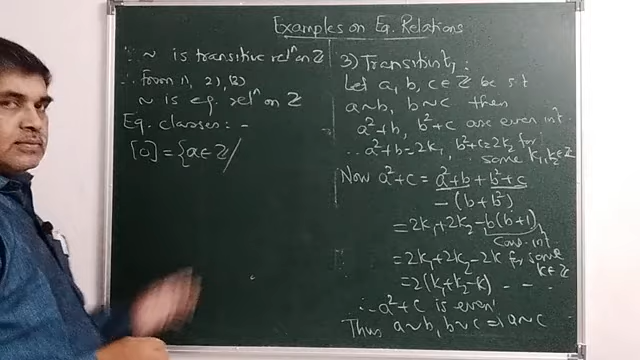 Examples on Eq. Relations
∴ ~ is transitive relⁿ on ℤ
∴ From 1), 2), (3)
~ is eq. relⁿ on ℤ
Eq. classes: -
[0] = {a∈ℤ/
3) Transitivity:
Let a, b, c∈ℤ be s.t
a~b, b~c then
a²+b, b²+c are even int.
∴ a²+b=2k₁, b²+c=2k₂ for
some k₁,k₂∈ℤ
Now a²+c = a²+b + b²+c
-(b+b²)
= 2k₁+2k₂-b(b+1)
Con. int.
= 2k₁+2k₂-2k for some
k∈ℤ
= 2(k₁+k₂-k) - - -
∴ a²+c is even
Thus a~b, b~c ⇒ a~c